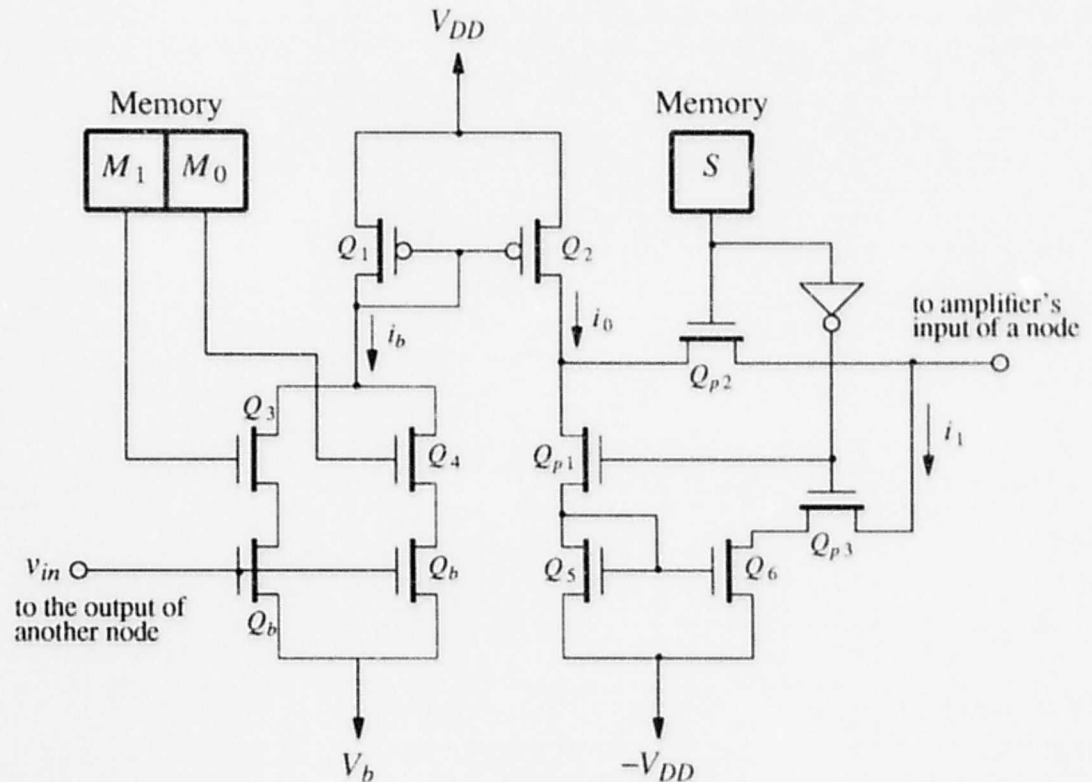 V_DD
Memory
Memory
M_1 M_0
S
Q_1
Q_2
to amplifier's
input of a node
i_b
i_0
Q_p2
Q_3
i_1
Q_4
Q_p1
Q_p3
v_in
Q_b
Q_5
Q_6
to the output of
another node
Q_b
V_b
–V_DD